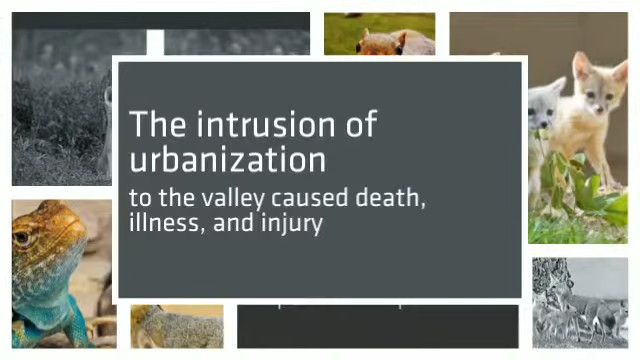 The intrusion of
urbanization
to the valley caused death,
illness, and injury